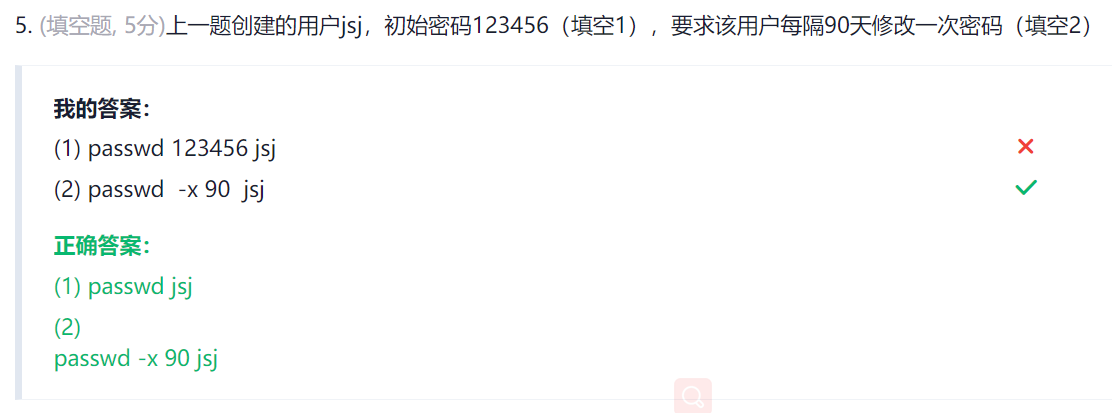 5. (填空题, 5分)上一题创建的用户jsj，初始密码123456（填空1），要求该用户每隔90天修改一次密码（填空2）
我的答案：
(1) passwd 123456 jsj
(2) passwd  -x 90  jsj
正确答案：
(1) passwd jsj
(2)
passwd -x 90 jsj